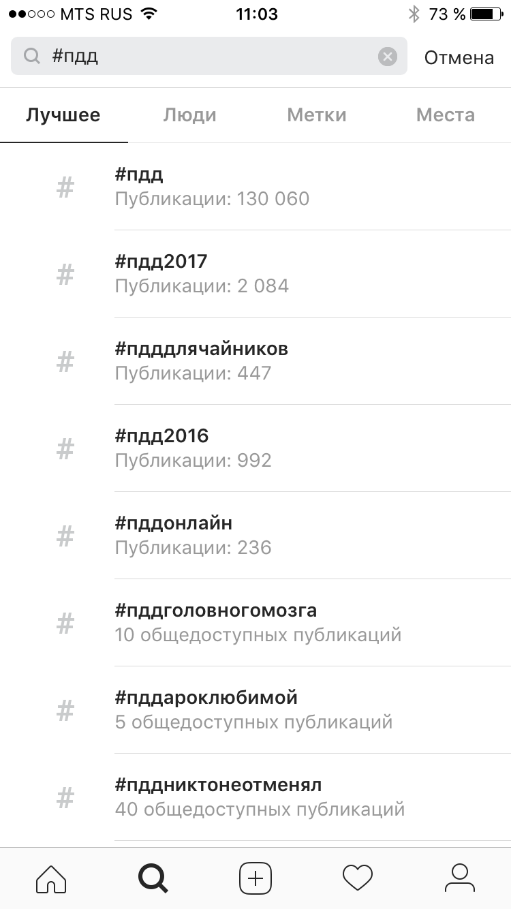 MTS RUS 11:03 73 %
#пдд Отмена
Лучшее Люди Метки Места
#пдд
Публикации: 130 060
#пдд2017
Публикации: 2 084
#пдддлячайников
Публикации: 447
#пдд2016
Публикации: 992
#пддонлайн
Публикации: 236
#пддголовногомозга
10 общедоступных публикаций
#пддароклюбимой
5 общедоступных публикаций
#пддниктонеотменял
40 общедоступных публикаций